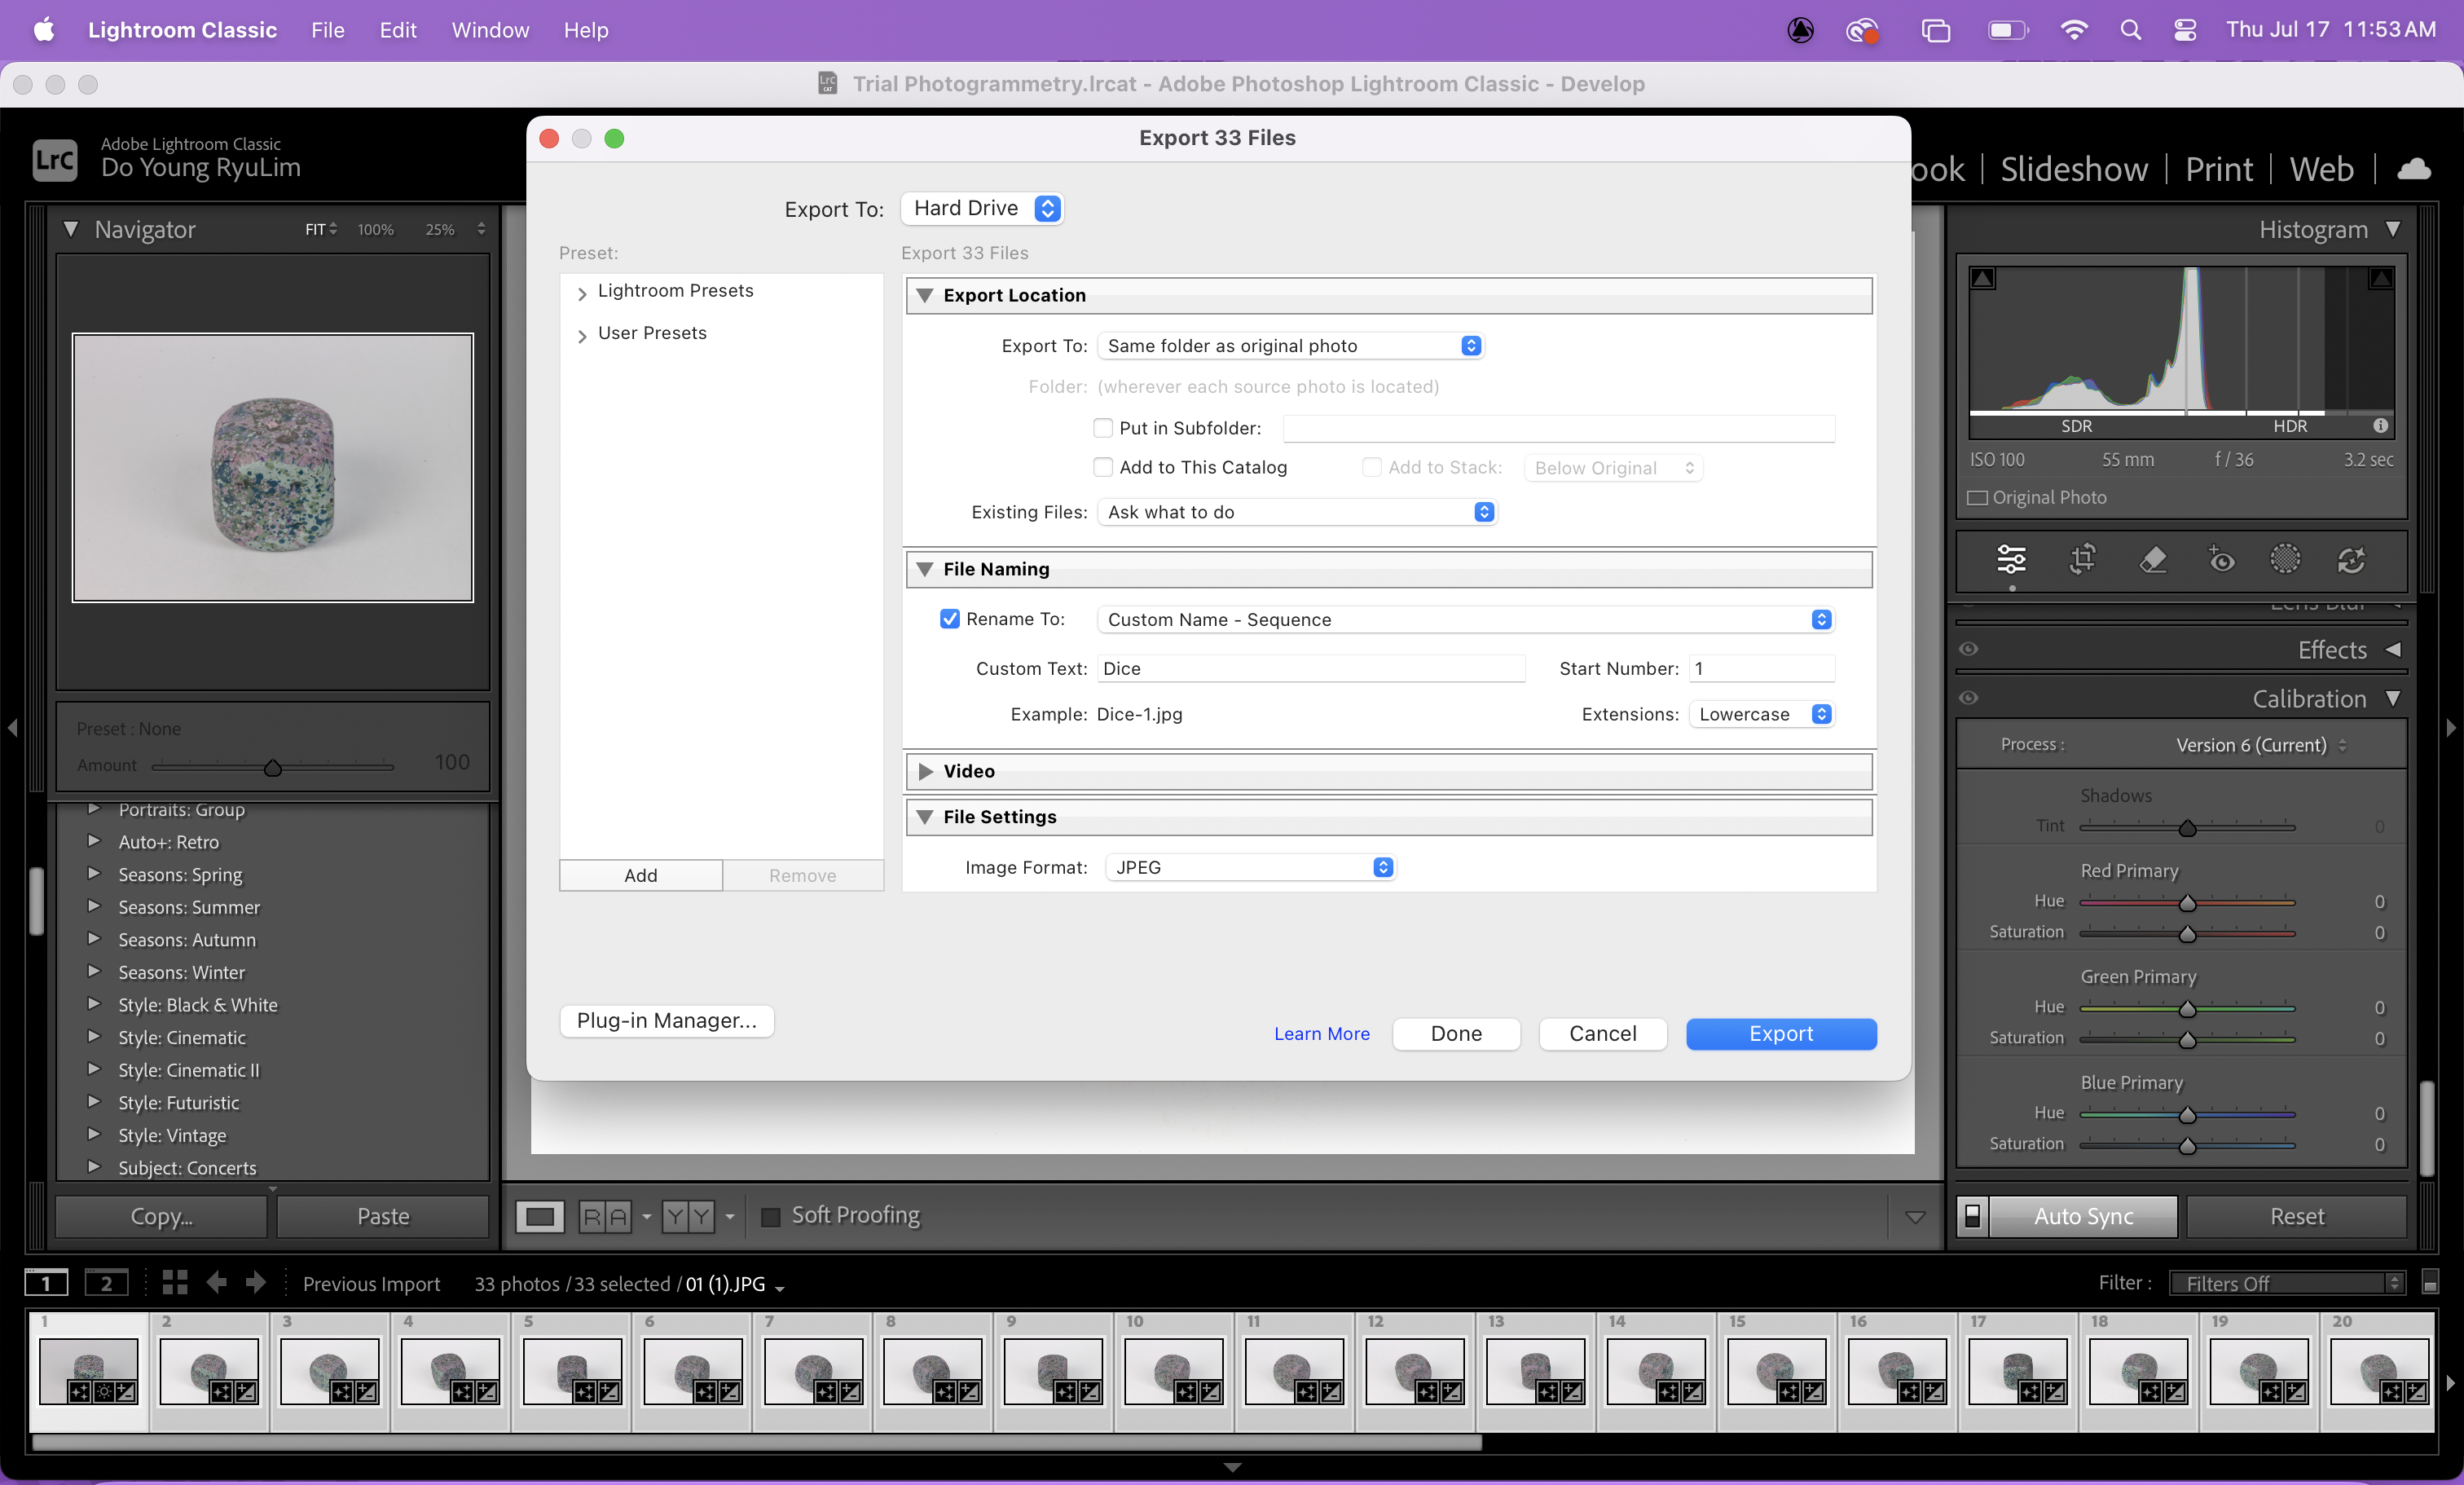 Lightroom Classic File Edit Window Help Thu Jul 17 11:53 AM
Trial Photogrammetry.lrcat - Adobe Photoshop Lightroom Classic - Develop
LrC
Adobe Lightroom Classic
Do Young RyuLim
ook | Slideshow | Print | Web |
Navigator FIT 100% 25%
Preset : None
Amount 100
Portraits: Group
Auto+: Retro
Seasons: Spring
Seasons: Summer
Seasons: Autumn
Seasons: Winter
Style: Black & White
Style: Cinematic
Style: Cinematic II
Style: Futuristic
Style: Vintage
Subject: Concerts
Copy... Paste
Export 33 Files
Export To: Hard Drive
Preset:
Lightroom Presets
User Presets
Add Remove
Export 33 Files
Export Location
Export To: Same folder as original photo
Folder: (wherever each source photo is located)
Put in Subfolder:
Add to This Catalog Add to Stack: Below Original
Existing Files: Ask what to do
File Naming
Rename To: Custom Name - Sequence
Custom Text: Dice Start Number: 1
Example: Dice-1.jpg Extensions: Lowercase
Video
File Settings
Image Format: JPEG
Plug-in Manager... Learn More Done Cancel Export
Soft Proofing
Histogram
SDR HDR
ISO 100 55 mm f / 36 3.2 sec
Original Photo
Lens Blur
Effects
Calibration
Process : Version 6 (Current)
Shadows
Tint 0
Red Primary
Hue 0
Saturation 0
Green Primary
Hue 0
Saturation 0
Blue Primary
Hue 0
Saturation 0
Auto Sync Reset
1 2 Previous Import 33 photos / 33 selected / 01 (1).JPG Filter : Filters Off
1 2 3 4 5 6 7 8 9 10 11 12 13 14 15 16 17 18 19 20